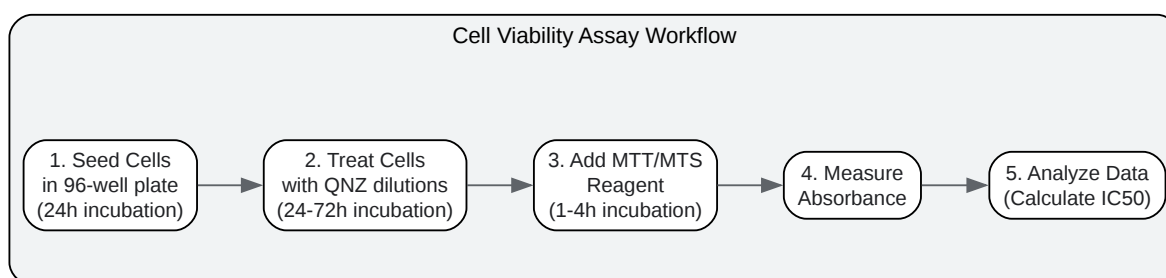 Cell Viability Assay Workflow
1. Seed Cells
in 96-well plate
(24h incubation)
2. Treat Cells
with QNZ dilutions
(24-72h incubation)
3. Add MTT/MTS
Reagent
(1-4h incubation)
4. Measure
Absorbance
5. Analyze Data
(Calculate IC50)